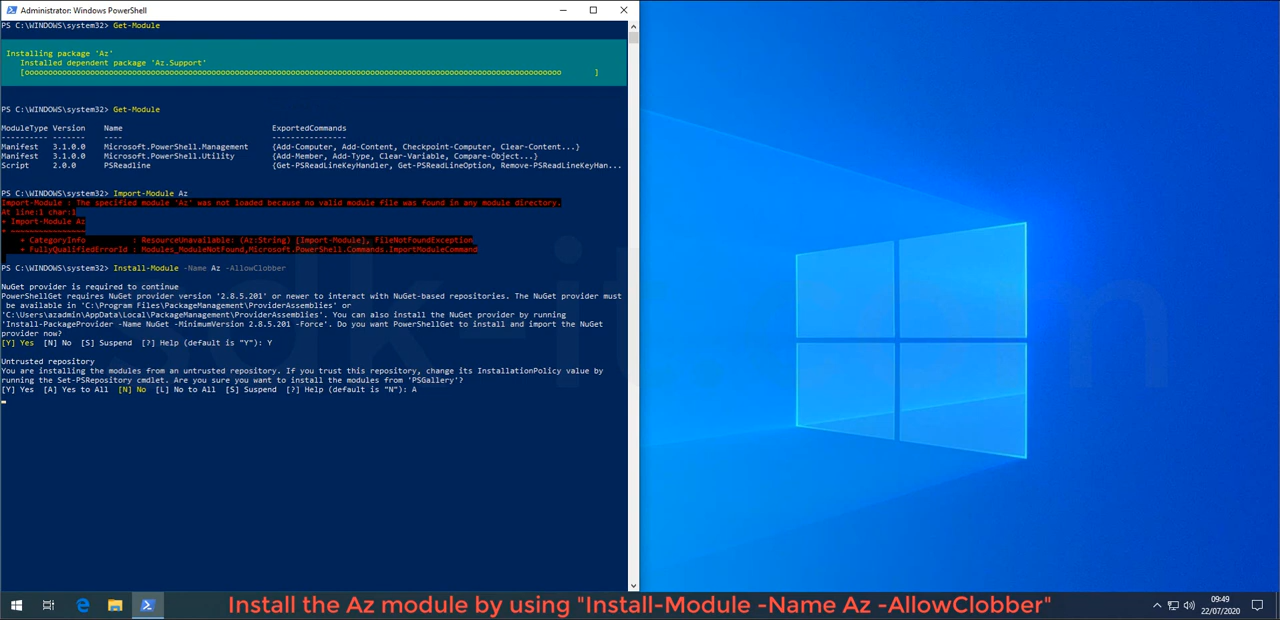 Administrator: Windows PowerShell
PS C:\WINDOWS\system32> Get-Module
Installing package 'Az'
Installed dependent package 'Az.Support'
[oooooooooooooooooooooooooooooooooooooooooooooooooooooooooooooooooooooooooooooooooooooooooooooooooooooooooooooooooo ]
PS C:\WINDOWS\system32> Get-Module
ModuleType Version Name ExportedCommands
---------- ------- ---- ----------------
Manifest 3.1.0.0 Microsoft.PowerShell.Management {Add-Computer, Add-Content, Checkpoint-Computer, Clear-Content...}
Manifest 3.1.0.0 Microsoft.PowerShell.Utility {Add-Member, Add-Type, Clear-Variable, Compare-Object...}
Script 2.0.0 PSReadline {Get-PSReadLineKeyHandler, Get-PSReadLineOption, Remove-PSReadLineKeyHan...
PS C:\WINDOWS\system32> Import-Module Az
Import-Module : The specified module 'Az' was not loaded because no valid module file was found in any module directory.
At line:1 char:1
+ Import-Module Az
+ ~~~~~~~~~~~~~~~~
+ CategoryInfo : ResourceUnavailable: (Az:String) [Import-Module], FileNotFoundException
+ FullyQualifiedErrorId : Modules_ModuleNotFound,Microsoft.PowerShell.Commands.ImportModuleCommand
PS C:\WINDOWS\system32> Install-Module -Name Az -AllowClobber
NuGet provider is required to continue
PowerShellGet requires NuGet provider version '2.8.5.201' or newer to interact with NuGet-based repositories. The NuGet provider must
be available in 'C:\Program Files\PackageManagement\ProviderAssemblies' or
'C:\Users\azadmin\AppData\Local\PackageManagement\ProviderAssemblies'. You can also install the NuGet provider by running
'Install-PackageProvider -Name NuGet -MinimumVersion 2.8.5.201 -Force'. Do you want PowerShellGet to install and import the NuGet
provider now?
[Y] Yes [N] No [S] Suspend [?] Help (default is "Y"): Y
Untrusted repository
You are installing the modules from an untrusted repository. If you trust this repository, change its InstallationPolicy value by
running the Set-PSRepository cmdlet. Are you sure you want to install the modules from 'PSGallery'?
[Y] Yes [A] Yes to All [N] No [L] No to All [S] Suspend [?] Help (default is "N"): A
Install the Az module by using "Install-Module -Name Az -AllowClobber"
09:49
22/07/2020